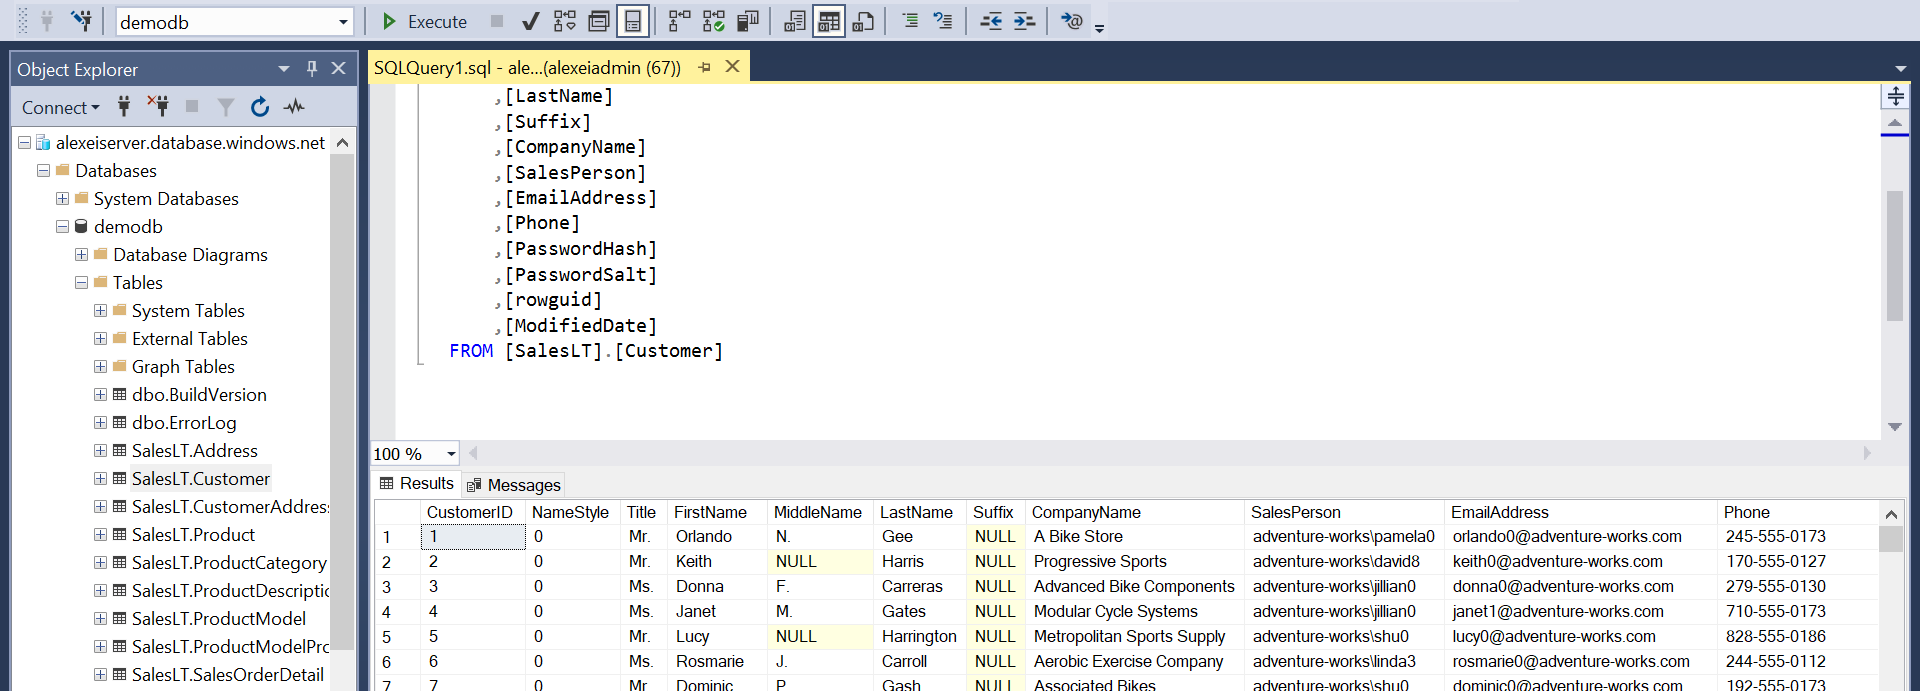 demodb
Execute
Object Explorer
Connect
alexeiserver.database.windows.net
Databases
System Databases
demodb
Database Diagrams
Tables
System Tables
External Tables
Graph Tables
dbo.BuildVersion
dbo.ErrorLog
SalesLT.Address
SalesLT.Customer
SalesLT.CustomerAddres
SalesLT.Product
SalesLT.ProductCategory
SalesLT.ProductDescriptic
SalesLT.ProductModel
SalesLT.ProductModelPrc
SalesLT.SalesOrderDetail
SQLQuery1.sql - ale...(alexeiadmin (67))
,[LastName]
,[Suffix]
,[CompanyName]
,[SalesPerson]
,[EmailAddress]
,[Phone]
,[PasswordHash]
,[PasswordSalt]
,[rowguid]
,[ModifiedDate]
FROM [SalesLT].[Customer]
100 %
Results Messages
CustomerID NameStyle Title FirstName MiddleName LastName Suffix CompanyName SalesPerson EmailAddress Phone
1 1 0 Mr. Orlando N. Gee NULL A Bike Store adventure-works\pamela0 orlando0@adventure-works.com 245-555-0173
2 2 0 Mr. Keith NULL Harris NULL Progressive Sports adventure-works\david8 keith0@adventure-works.com 170-555-0127
3 3 0 Ms. Donna F. Carreras NULL Advanced Bike Components adventure-works\jillian0 donna0@adventure-works.com 279-555-0130
4 4 0 Ms. Janet M. Gates NULL Modular Cycle Systems adventure-works\jillian0 janet1@adventure-works.com 710-555-0173
5 5 0 Mr. Lucy NULL Harrington NULL Metropolitan Sports Supply adventure-works\shu0 lucy0@adventure-works.com 828-555-0186
6 6 0 Ms. Rosmarie J. Carroll NULL Aerobic Exercise Company adventure-works\linda3 rosmarie0@adventure-works.com 244-555-0112
7 7 0 Mr. Dominic P. Gash NULL Associated Bikes adventure-works\shu0 dominic0@adventure-works.com 192-555-0173